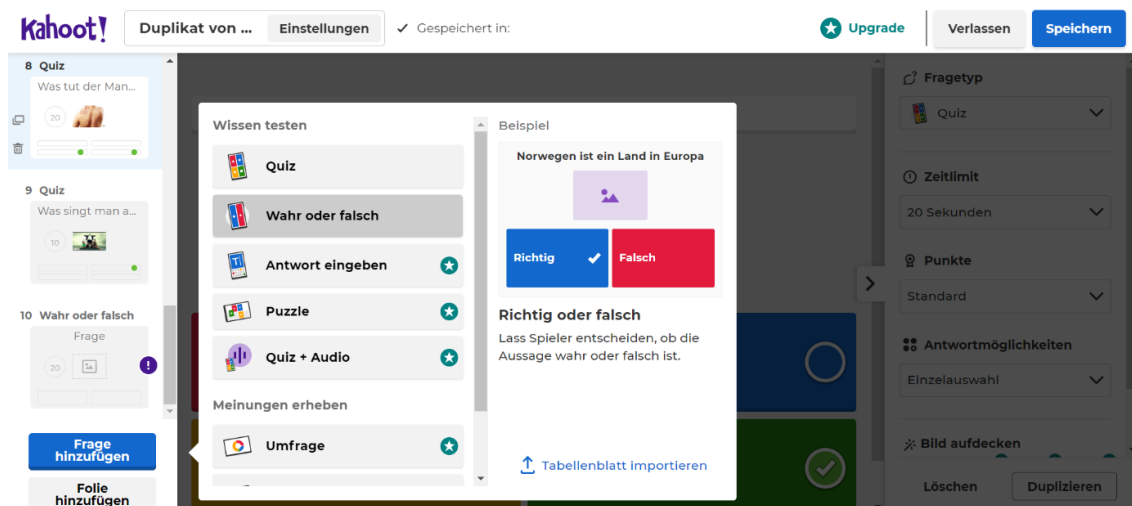 Kahoot!
Duplikat von ...
Einstellungen
Gespeichert in:
Upgrade
Verlassen
Speichern
8 Quiz
Was tut der Man...
20
9 Quiz
Was singt man a...
10
10 Wahr oder falsch
Frage
20
Frage
hinzufügen
Folie
hinzufügen
Wissen testen
Quiz
Wahr oder falsch
Antwort eingeben
Puzzle
Quiz + Audio
Meinungen erheben
Umfrage
Beispiel
Norwegen ist ein Land in Europa
Richtig
Falsch
Richtig oder falsch
Lass Spieler entscheiden, ob die
Aussage wahr oder falsch ist.
Tabellenblatt importieren
Fragetyp
Quiz
Zeitlimit
20 Sekunden
Punkte
Standard
Antwortmöglichkeiten
Einzelauswahl
Bild aufdecken
Löschen
Duplizieren